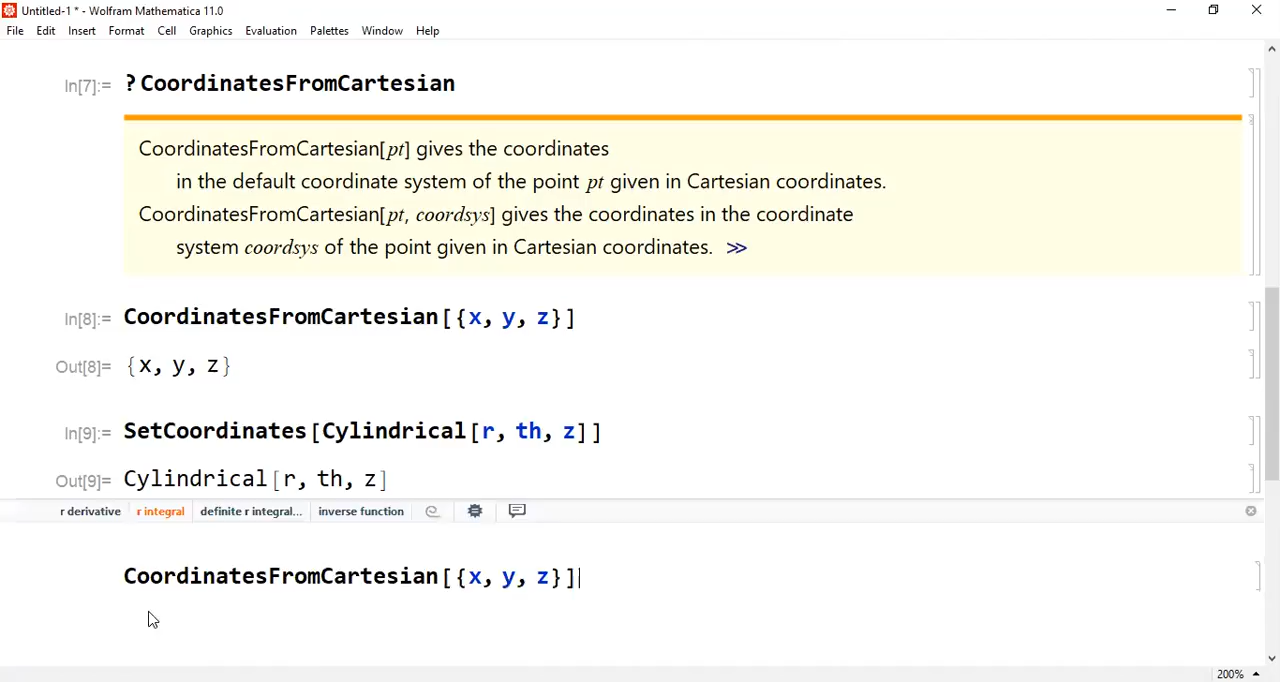 Untitled-1 * - Wolfram Mathematica 11.0
File Edit Insert Format Cell Graphics Evaluation Palettes Window Help
In[7]:= ?CoordinatesFromCartesian
CoordinatesFromCartesian[pt] gives the coordinates
in the default coordinate system of the point pt given in Cartesian coordinates.
CoordinatesFromCartesian[pt, coordsys] gives the coordinates in the coordinate
system coordsys of the point given in Cartesian coordinates. >>
In[8]:= CoordinatesFromCartesian[{x, y, z}]
Out[8]= {x, y, z}
In[9]:= SetCoordinates[Cylindrical[r, th, z]]
Out[9]= Cylindrical[r, th, z]
r derivative r integral definite r integral... inverse function
CoordinatesFromCartesian[{x, y, z}]
200%